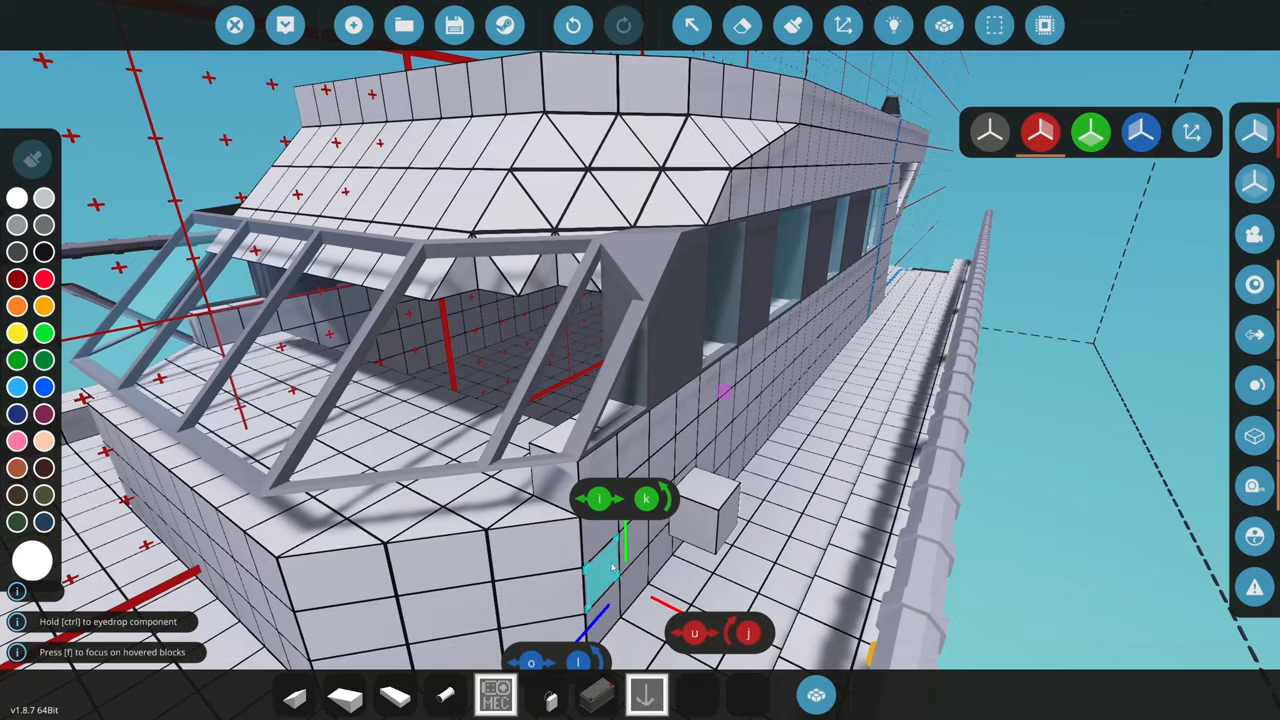 i k
u j
o l
Hold [ctrl] to eyedrop component
Press [f] to focus on hovered blocks
MEC
v1.8.7 64Bit